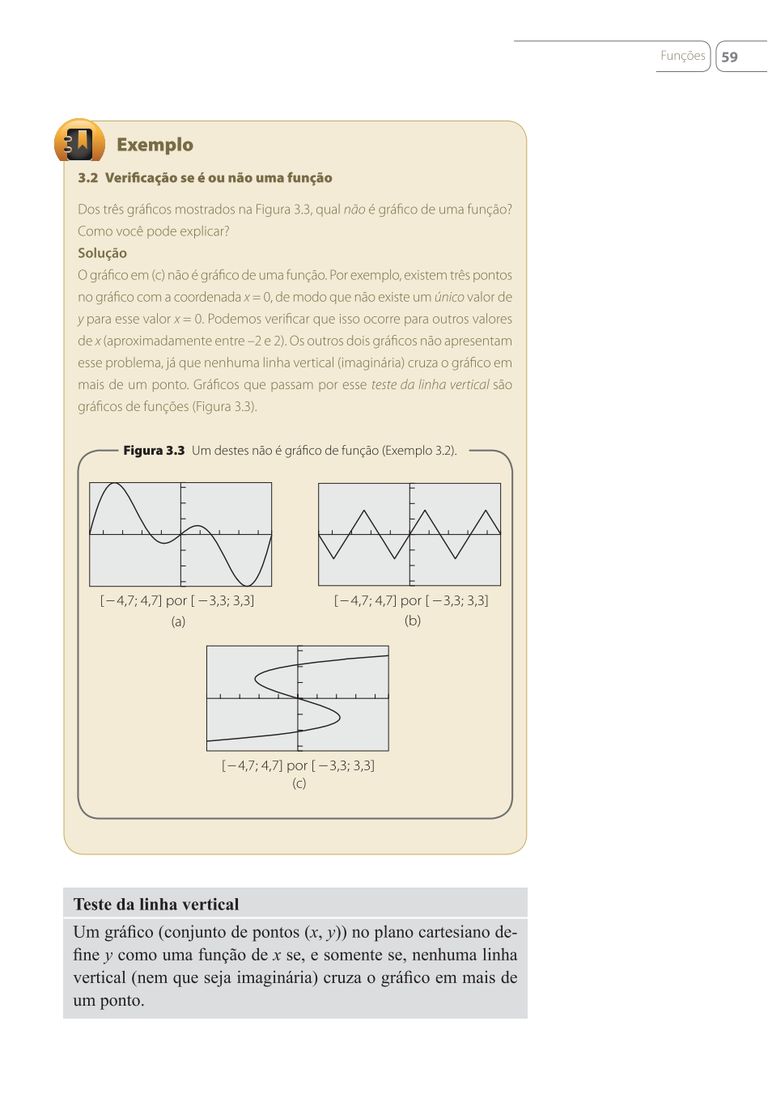 Funções 59
Exemplo
3.2 Verificação se é ou não uma função
Dos três gráficos mostrados na Figura 3.3, qual não é gráfico de uma função?
Como você pode explicar?
Solução
O gráfico em (c) não é gráfico de uma função. Por exemplo, existem três pontos
no gráfico com a coordenada x = 0, de modo que não existe um único valor de
y para esse valor x = 0. Podemos verificar que isso ocorre para outros valores
de x (aproximadamente entre –2 e 2). Os outros dois gráficos não apresentam
esse problema, já que nenhuma linha vertical (imaginária) cruza o gráfico em
mais de um ponto. Gráficos que passam por esse teste da linha vertical são
gráficos de funções (Figura 3.3).
Figura 3.3 Um destes não é gráfico de função (Exemplo 3.2).
[−4,7; 4,7] por [−3,3; 3,3]
(a)
[−4,7; 4,7] por [−3,3; 3,3]
(b)
[−4,7; 4,7] por [−3,3; 3,3]
(c)
Teste da linha vertical
Um gráfico (conjunto de pontos (x, y)) no plano cartesiano de-
fine y como uma função de x se, e somente se, nenhuma linha
vertical (nem que seja imaginária) cruza o gráfico em mais de
um ponto.